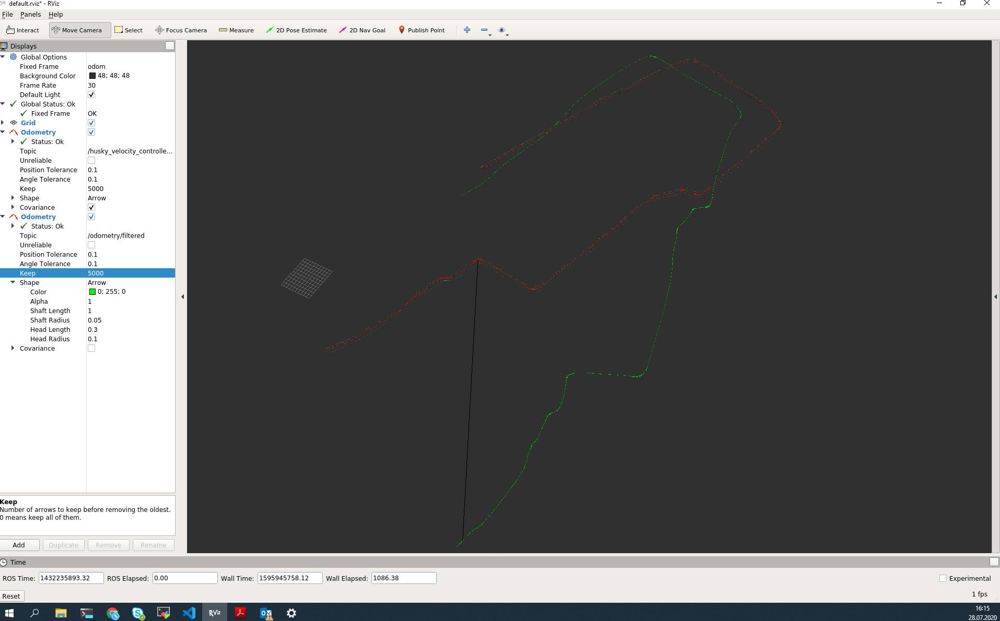 default.rviz* - RViz
File Panels Help
Interact Move Camera Select Focus Camera Measure 2D Pose Estimate 2D Nav Goal Publish Point
Displays
Global Options
Fixed Frame odom
Background Color 48; 48; 48
Frame Rate 30
Default Light
Global Status: Ok
Fixed Frame OK
Grid
Odometry
Status: Ok
Topic /husky_velocity_controlle...
Unreliable
Position Tolerance 0.1
Angle Tolerance 0.1
Keep 5000
Shape Arrow
Covariance
Odometry
Status: Ok
Topic /odometry/filtered
Unreliable
Position Tolerance 0.1
Angle Tolerance 0.1
Keep 5000
Shape Arrow
Color 0; 255; 0
Alpha 1
Shaft Length 1
Shaft Radius 0.05
Head Length 0.3
Head Radius 0.1
Covariance
Keep
Number of arrows to keep before removing the oldest.
0 means keep all of them.
Add Duplicate Remove Rename
Time
ROS Time: 1432235893.32 ROS Elapsed: 0.00 Wall Time: 1595945758.12 Wall Elapsed: 1086.38 Experimental
Reset 1 fps
RViz 16:15
28.07.2020